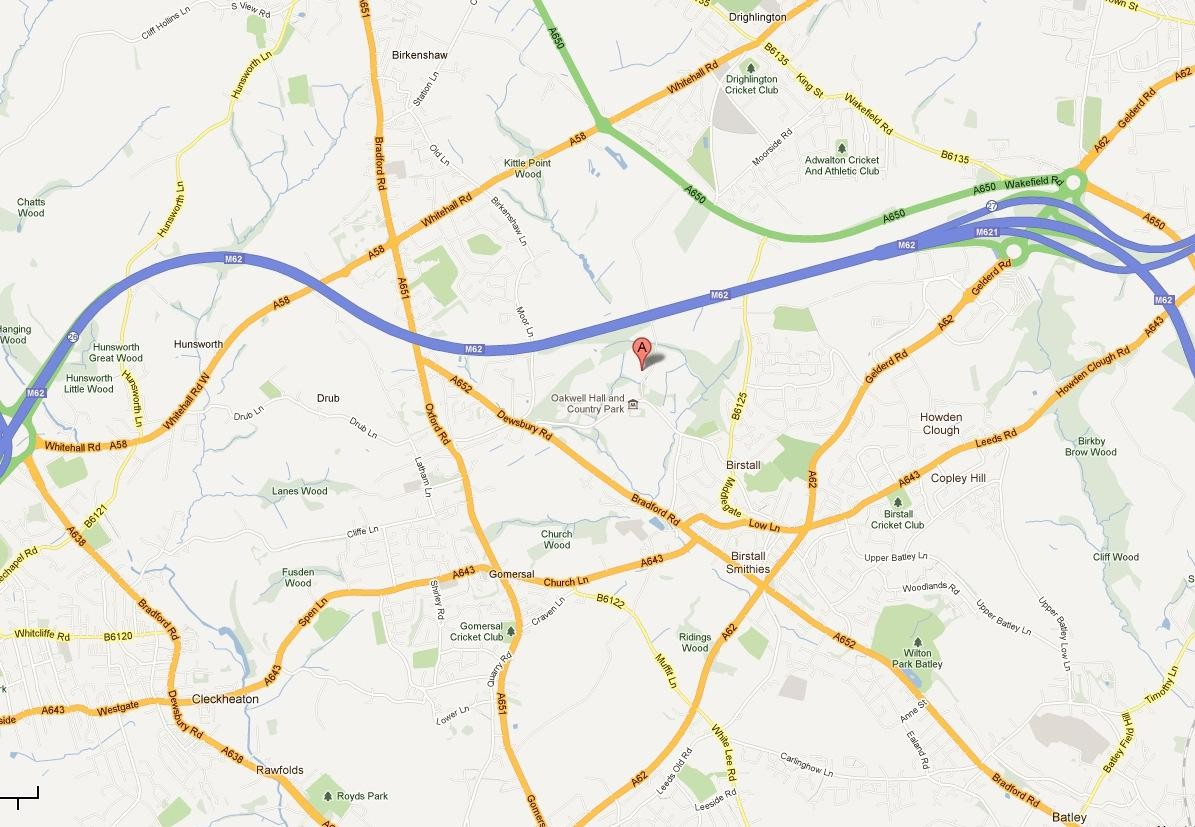 A651
Cliff Hollins Ln
S View Rd
A650
B6135
Drighlington
Birkenshaw
Hunsworth Ln
Station Ln
Whitehall Rd
Drighlington
Cricket Club
King St
Wakefield Rd
A62
Gelderd Rd
A62
Bradford Rd
Old Ln
A58
Kittle Point
Wood
Moorside Rd
Adwalton Cricket
And Athletic Club
B6135
A650
Wakefield Rd
Chatts
Wood
Hunsworth Ln
Whitehall Rd
Birkenshaw Ln
A650
A650
27
A650
M62
A58
M62
M621
A651
Gelderd Rd
M62
A58
Moor Ln
M62
Hanging
Wood
26
Hunsworth
Great Wood
Hunsworth
M62
A
A62
A643
Hunsworth
Little Wood
Hunsworth Ln
M62
Whitehall Rd W
A652
Gelderd Rd
Howden Clough Rd
Drub
Drub Ln
Drub Ln
Oakwell Hall and
Country Park
B6125
Oxford Rd
Dewsbury Rd
Howden
Clough
Leeds Rd
Birkby
Brow Wood
Whitehall Rd
A58
Latham Ln
Birstall
A62
A643
Copley Hill
Lanes Wood
Middlegate
B6121
A638
Bradford Rd
Low Ln
Birstall
Cricket Club
Cliffe Ln
Church
Wood
Birstall
Smithies
Upper Batley Ln
Cliff Wood
A643
Gomersal
Church Ln
A643
Fusden
Wood
Shirley Rd
Woodlands Rd
Spen Ln
B6122
Craven Ln
Upper Batley Ln
Upper Batley Low Ln
Bradford Rd
Whitcliffe Rd
B6120
Gomersal
Cricket Club
Ridings
Wood
A62
A652
Wilton
Park Batley
A643
Quarry Rd
Muffit Ln
Cleckheaton
A651
Timothy Ln
A643
Westgate
Dewsbury Rd
Lower Ln
Anne St
A638
White Lee Rd
Ealand Rd
Batley Field Hill
Rawfolds
Carlinghow Ln
A62
Leeds Old Rd
Bradford Rd
Royds Park
Leeside Rd
Batley